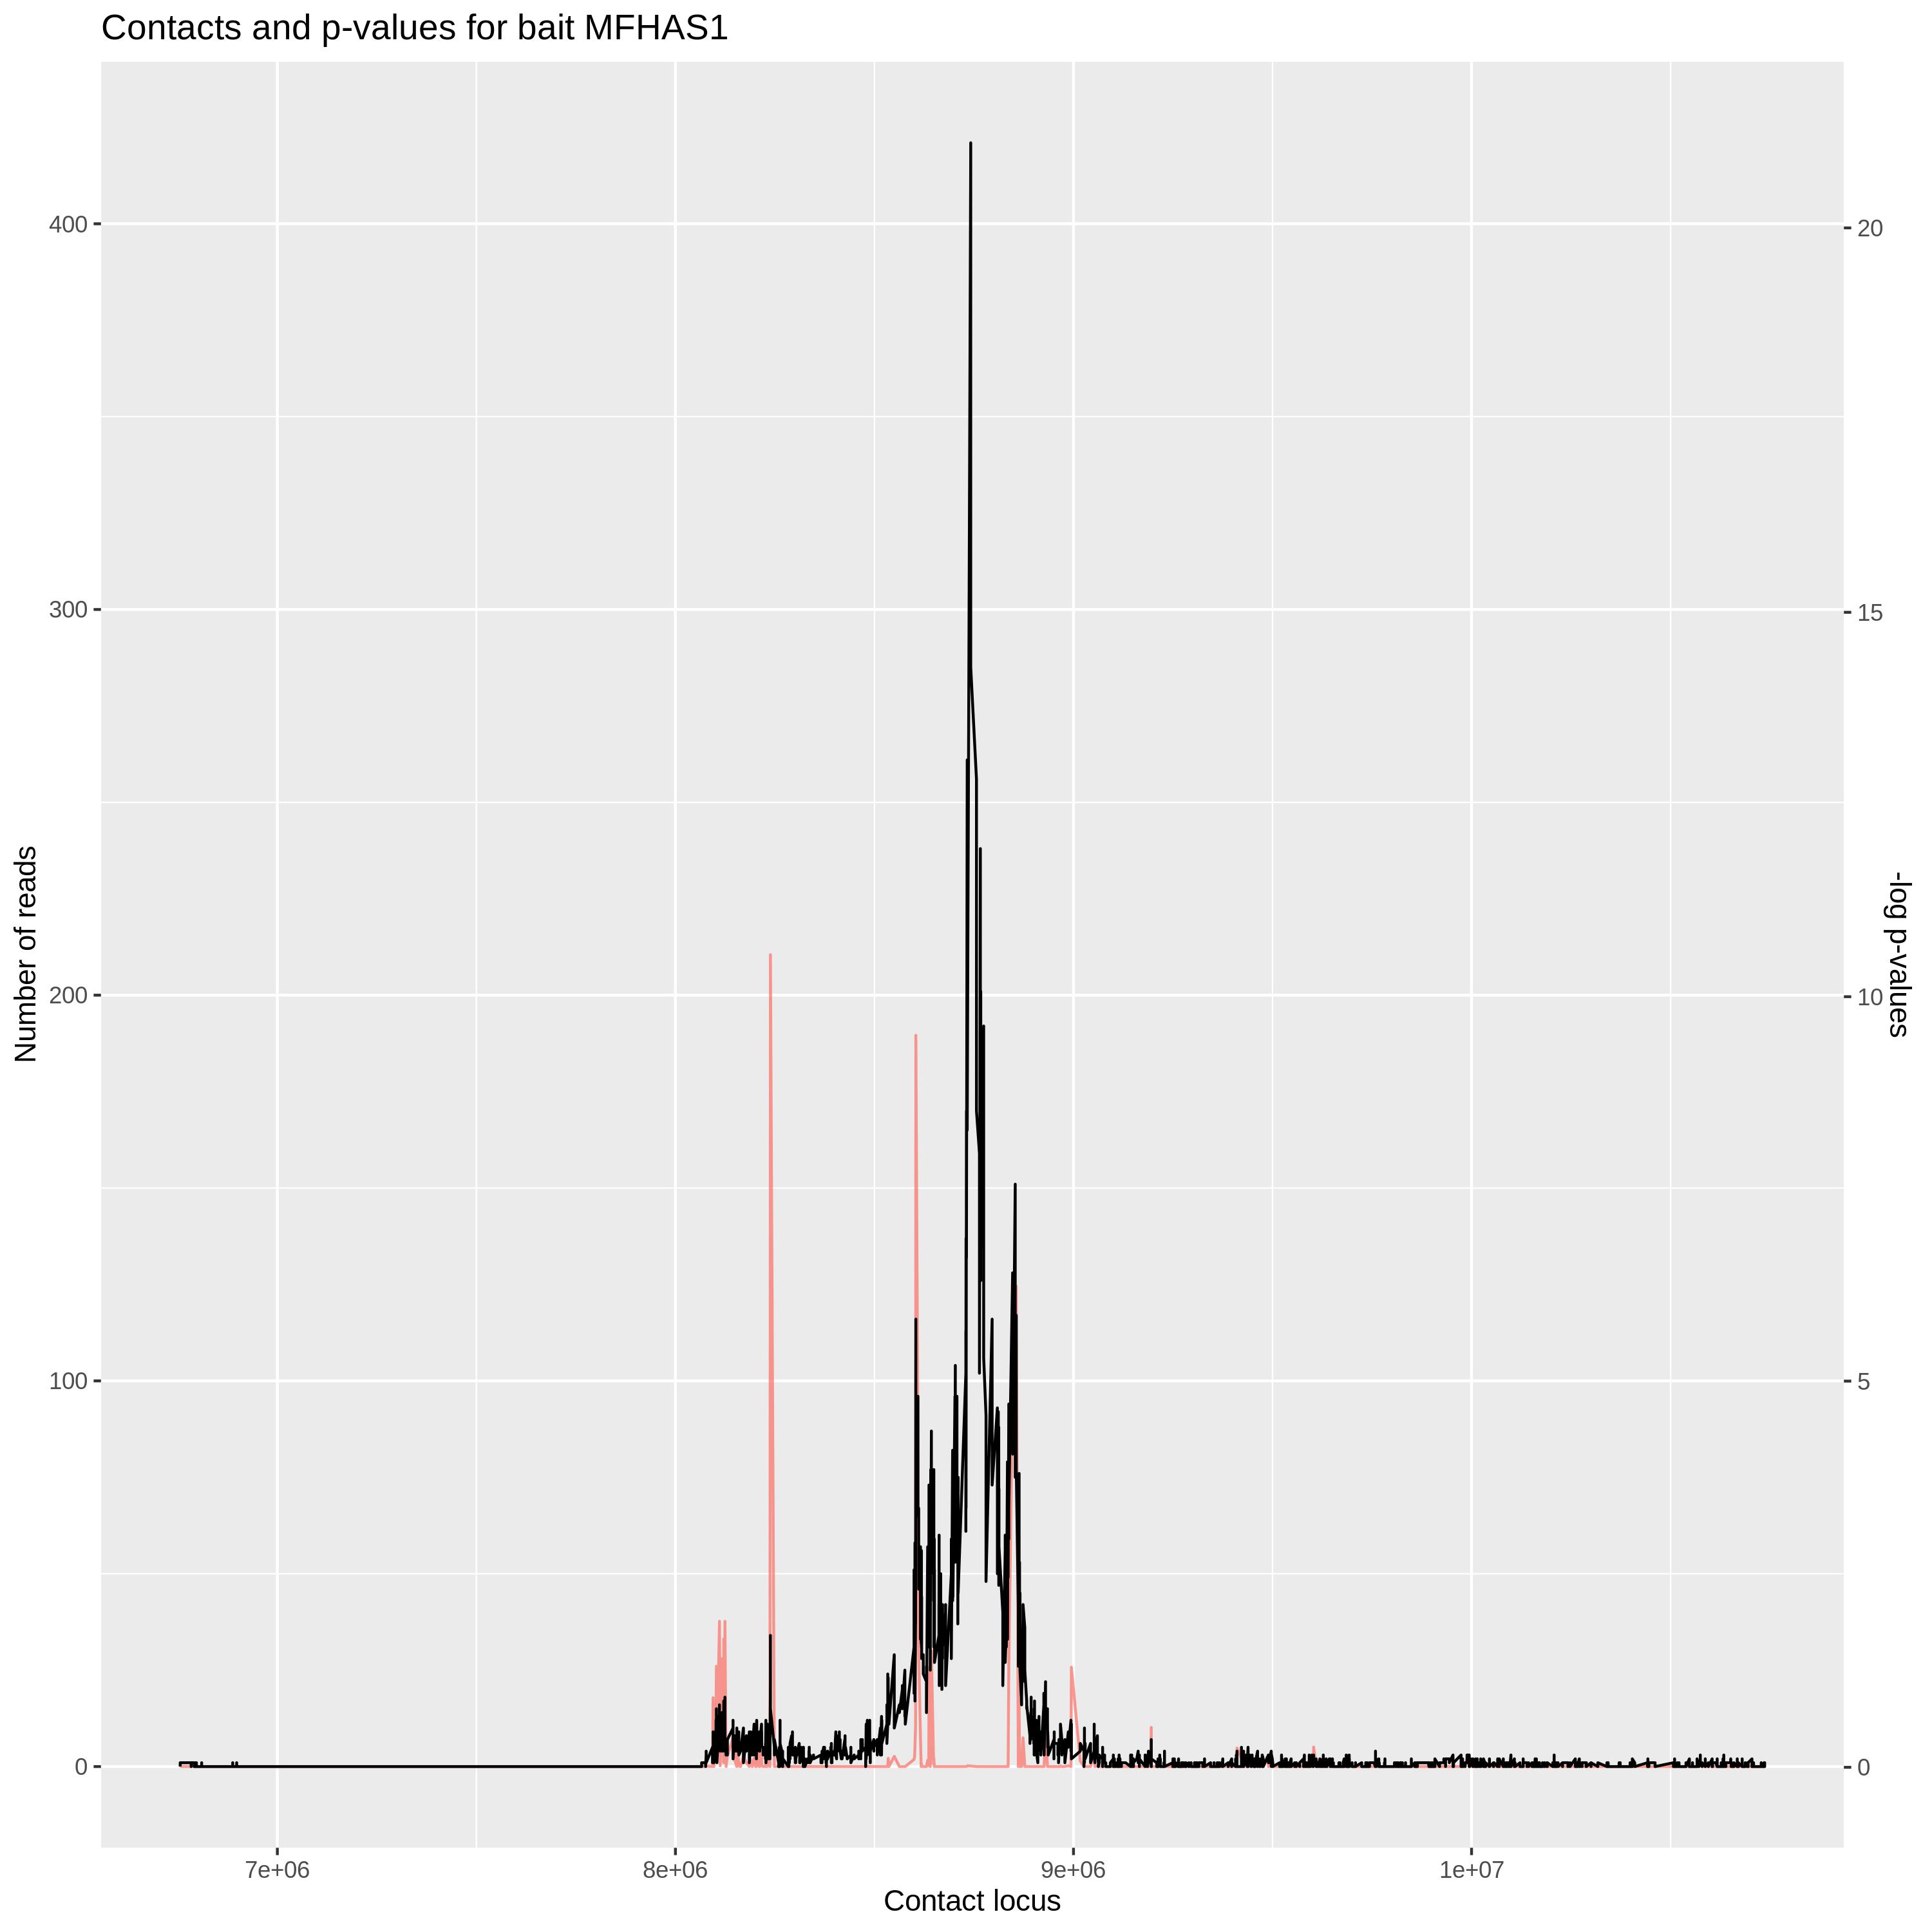 Contacts and p-values for bait MFHAS1
Number of reads
400
300
200
100
0
20
15
10
5
0
-log p-values
7e+06
8e+06
9e+06
1e+07
Contact locus